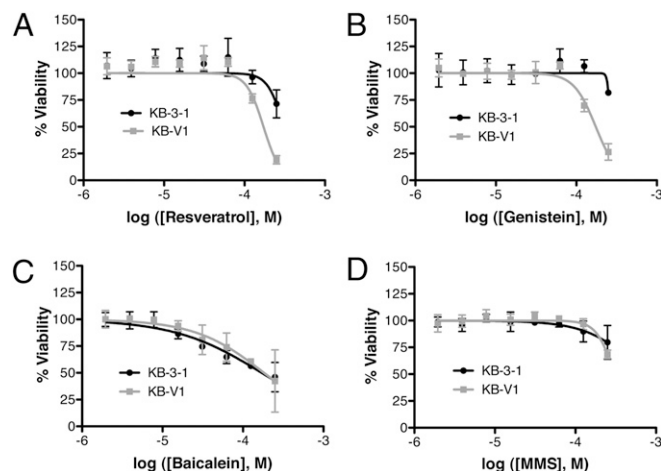 A
% Viability
150
125
100
75
50
25
0
KB-3-1
KB-V1
-6
-5
-4
-3
log ([Resveratrol], M)
B
% Viability
150
125
100
75
50
25
0
KB-3-1
KB-V1
-6
-5
-4
-3
log ([Genistein], M)
C
% Viability
150
125
100
75
50
25
0
KB-3-1
KB-V1
-6
-5
-4
-3
log ([Baicalein], M)
D
% Viability
150
125
100
75
50
25
0
KB-3-1
KB-V1
-6
-5
-4
-3
log ([MMS], M)